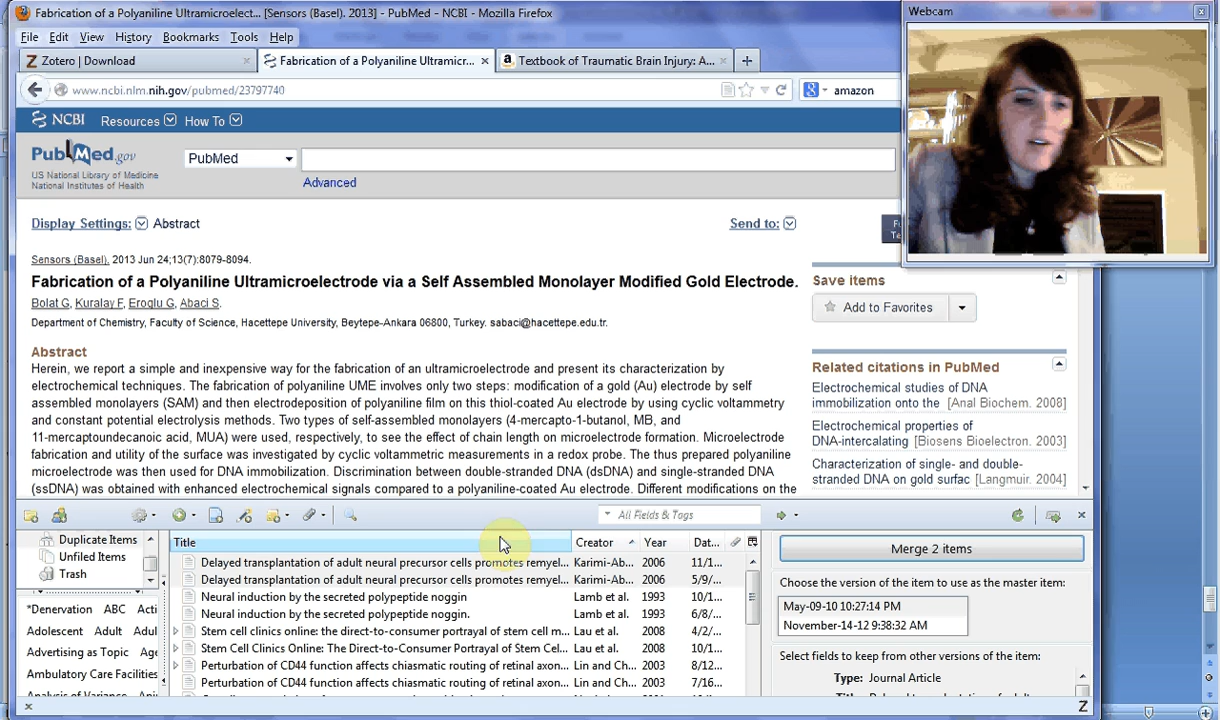 Fabrication of a Polyaniline Ultramicroelect... [Sensors (Basel). 2013] - PubMed - NCBI - Mozilla Firefox
Webcam
File Edit View History Bookmarks Tools Help
Zotero | Download
Fabrication of a Polyaniline Ultramicr...
Textbook of Traumatic Brain Injury: A...
www.ncbi.nlm.nih.gov/pubmed/23797740
amazon
NCBI Resources How To
PubMed.gov
US National Library of Medicine
National Institutes of Health
PubMed
Advanced
Display Settings: Abstract
Send to:
Sensors (Basel). 2013 Jun 24;13(7):8079-8094.
Fabrication of a Polyaniline Ultramicroelectrode via a Self Assembled Monolayer Modified Gold Electrode.
Bolat G, Kuralay F, Eroglu G, Abaci S.
Department of Chemistry, Faculty of Science, Hacettepe University, Beytepe-Ankara 06800, Turkey. sabaci@hacettepe.edu.tr.
Abstract
Herein, we report a simple and inexpensive way for the fabrication of an ultramicroelectrode and present its characterization by
electrochemical techniques. The fabrication of polyaniline UME involves only two steps: modification of a gold (Au) electrode by self
assembled monolayers (SAM) and then electrodeposition of polyaniline film on this thiol-coated Au electrode by using cyclic voltammetry
and constant potential electrolysis methods. Two types of self-assembled monolayers (4-mercapto-1-butanol, MB, and
11-mercaptoundecanoic acid, MUA) were used, respectively, to see the effect of chain length on microelectrode formation. Microelectrode
fabrication and utility of the surface was investigated by cyclic voltammetric measurements in a redox probe. The thus prepared polyaniline
microelectrode was then used for DNA immobilization. Discrimination between double-stranded DNA (dsDNA) and single-stranded DNA
(ssDNA) was obtained with enhanced electrochemical signals compared to a polyaniline-coated Au electrode. Different modifications on the
Save items
Add to Favorites
Related citations in PubMed
Electrochemical studies of DNA
immobilization onto the [Anal Biochem. 2008]
Electrochemical properties of
DNA-intercalating [Biosens Bioelectron. 2003]
Characterization of single- and double-
stranded DNA on gold surfac [Langmuir. 2004]
All Fields & Tags
Duplicate Items
Unfiled Items
Trash
*Denervation ABC Acti
Adolescent Adult Adul
Advertising as Topic Age
Ambulatory Care Facilities
Analysis of Variance
Title Creator Year Dat...
Delayed transplantation of adult neural precursor cells promotes remyel... Karimi-Ab... 2006 11/1...
Delayed transplantation of adult neural precursor cells promotes remyel... Karimi-Ab... 2006 5/9/...
Neural induction by the secreted polypeptide noggin Lamb et al. 1993 10/1...
Neural induction by the secreted polypeptide noggin. Lamb et al. 1993 6/8/...
Stem cell clinics online: the direct-to-consumer portrayal of stem cell m... Lau et al. 2008 4/2/...
Stem Cell Clinics Online: The Direct-to-Consumer Portrayal of Stem Cel... Lau et al. 2008 10/1...
Perturbation of CD44 function affects chiasmatic routing of retinal axon... Lin and Ch... 2003 8/12...
Perturbation of CD44 function affects chiasmatic routing of retinal axon... Lin and Ch... 2003 7/16...
Merge 2 items
Choose the version of the item to use as the master item:
May-09-10 10:27:14 PM
November-14-12 9:38:32 AM
Select fields to keep from other versions of the item:
Type: Journal Article